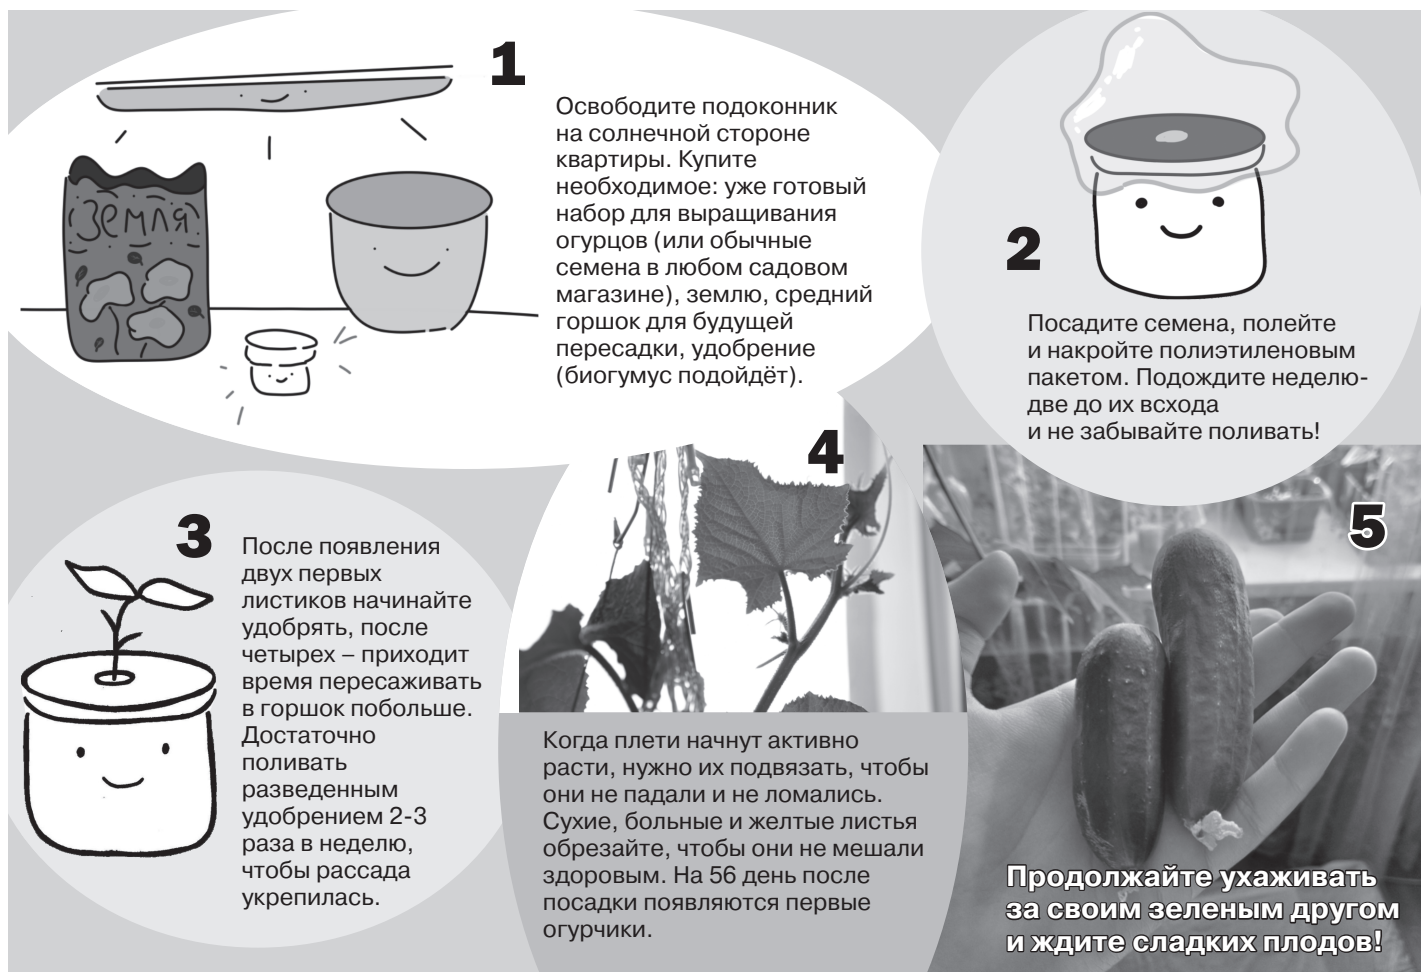 1
Освободите подоконник
на солнечной стороне
квартиры. Купите
необходимое: уже готовый
набор для выращивания
огурцов (или обычные
семена в любом садовом
магазине), землю, средний
горшок для будущей
пересадки, удобрение
(биогумус подойдёт).
земля
2
Посадите семена, полейте
и накройте полиэтиленовым
пакетом. Подождите неделю-
две до их всхода
и не забывайте поливать!
3
После появления
двух первых
листиков начинайте
удобрять, после
четырех – приходит
время пересаживать
в горшок побольше.
Достаточно
поливать
разведенным
удобрением 2-3
раза в неделю,
чтобы рассада
укрепилась.
4
Когда плети начнут активно
расти, нужно их подвязать, чтобы
они не падали и не ломались.
Сухие, больные и желтые листья
обрезайте, чтобы они не мешали
здоровым. На 56 день после
посадки появляются первые
огурчики.
5
Продолжайте ухаживать
за своим зеленым другом
и ждите сладких плодов!